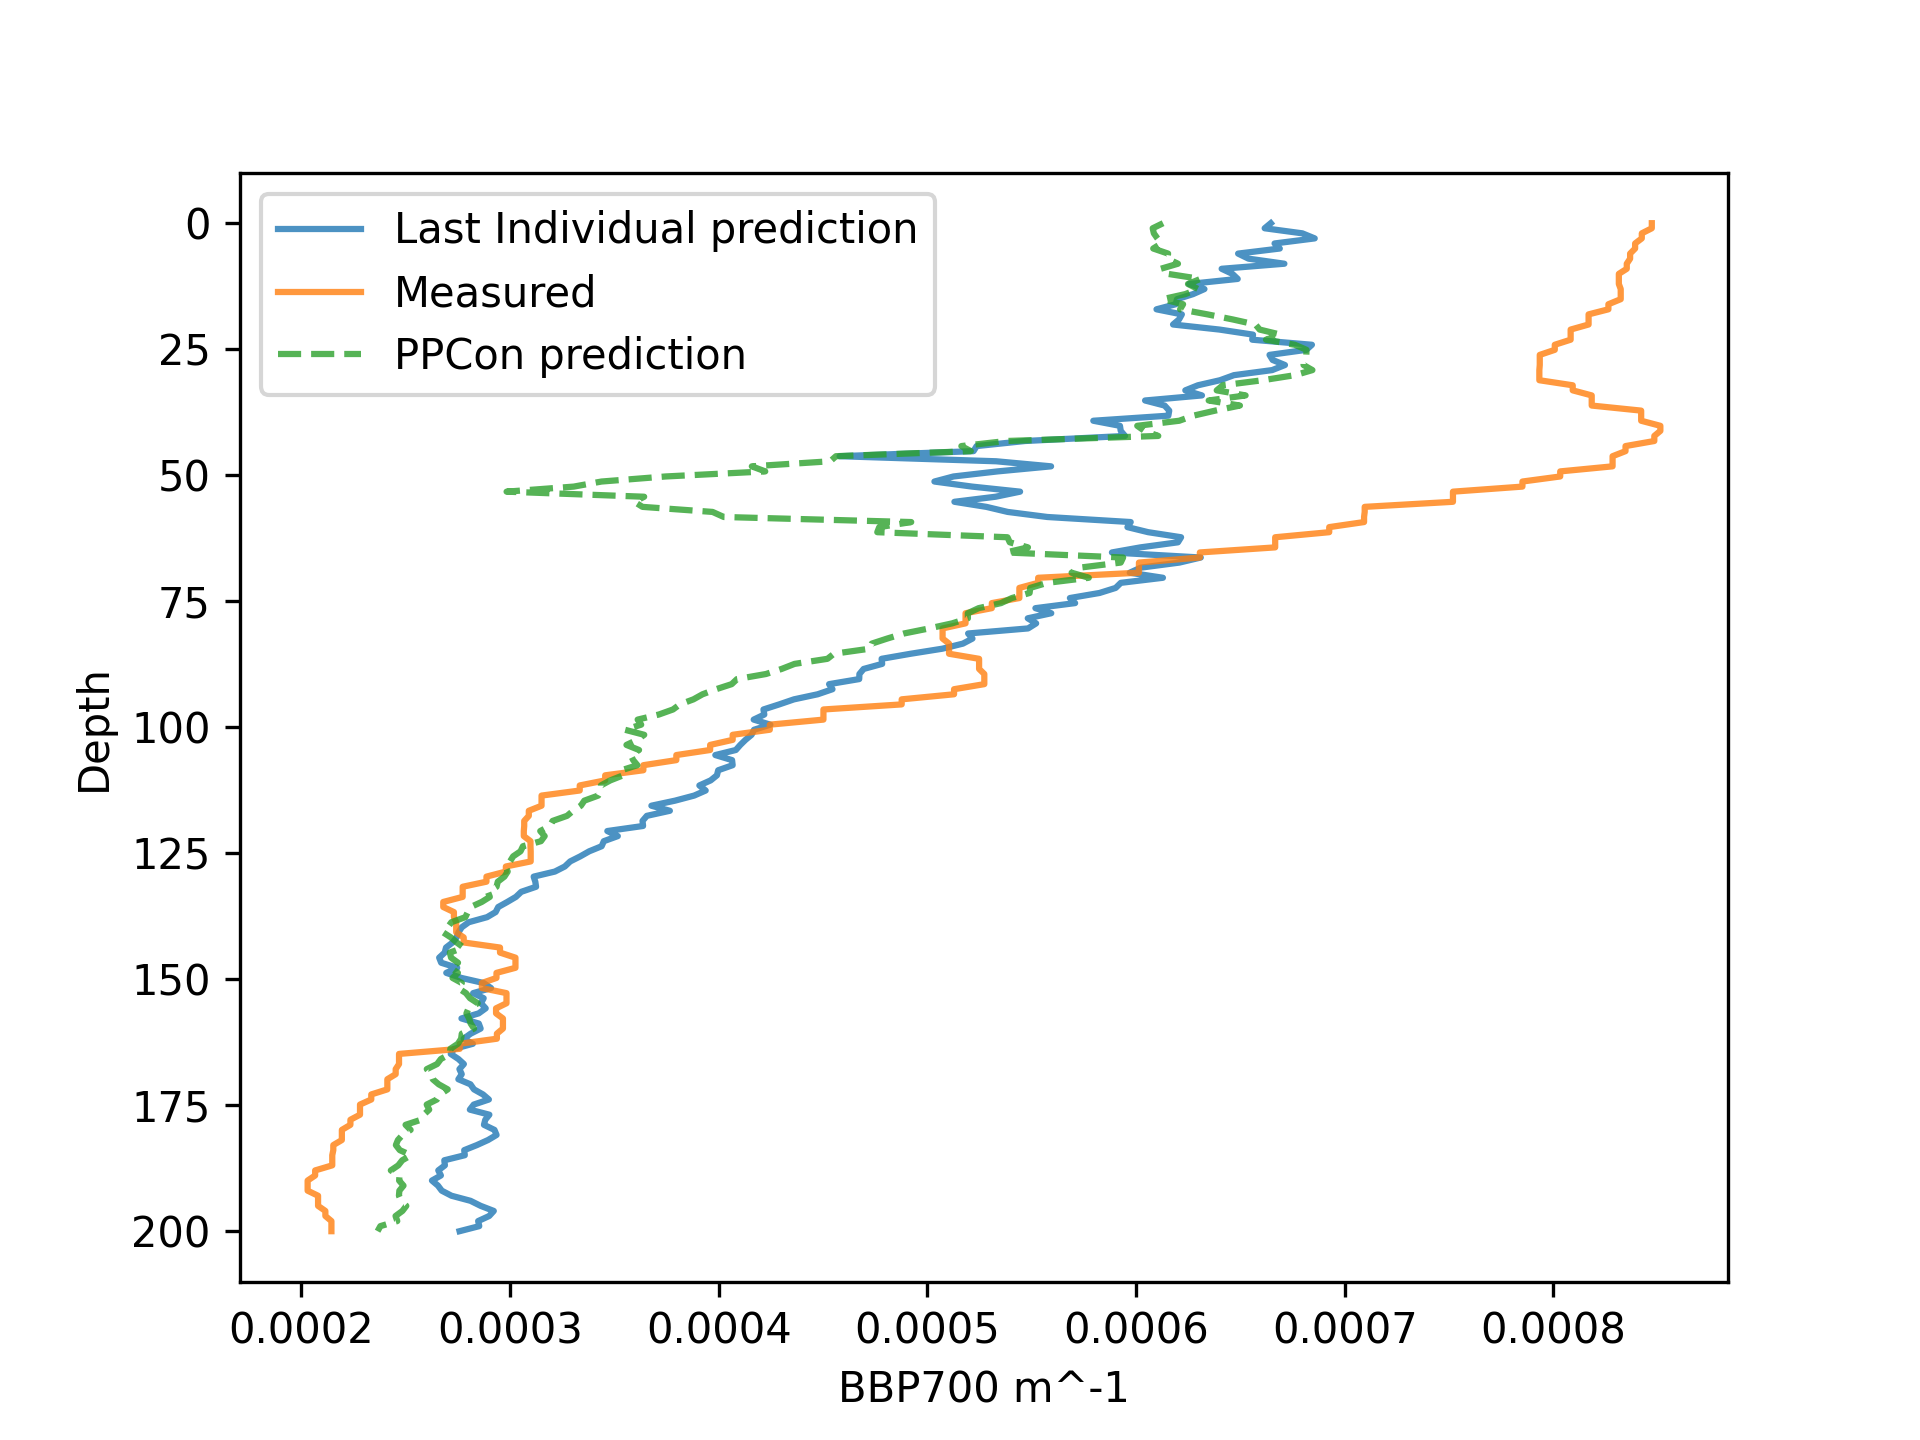 Last Individual prediction
Measured
PPCon prediction
0
25
50
75
100
125
150
175
200
Depth
0.0002 0.0003 0.0004 0.0005 0.0006 0.0007 0.0008
BBP700 m^-1